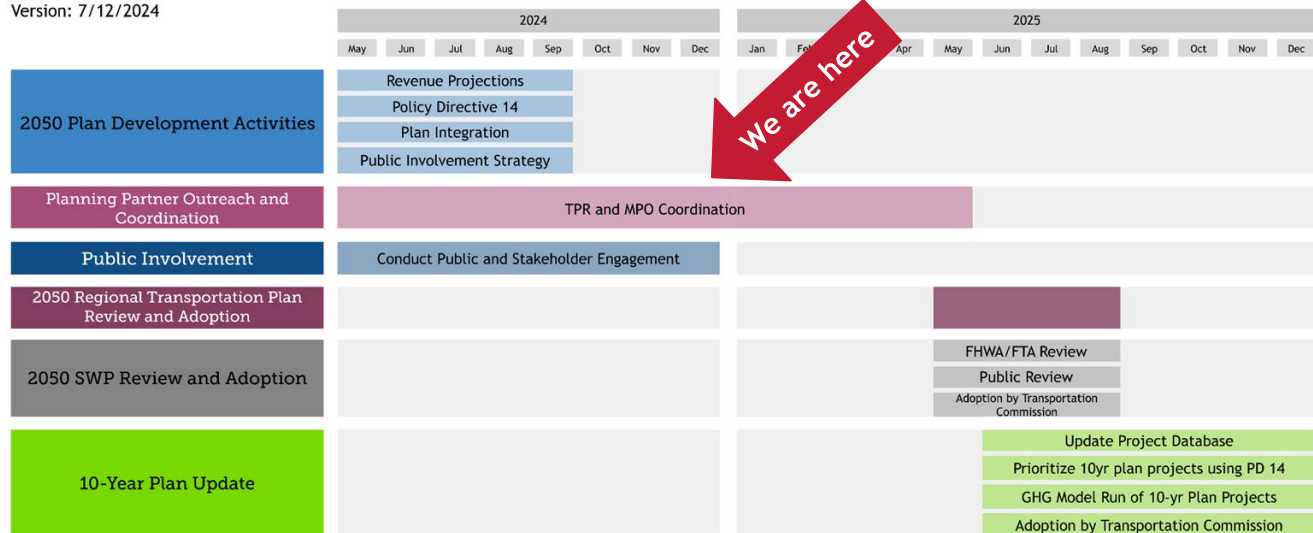 Version: 7/12/2024
2024
2025
May Jun Jul Aug Sep Oct Nov Dec
Jan Apr May Jun Jul Aug Sep Oct Nov Dec
We are here
2050 Plan Development Activities
Revenue Projections
Policy Directive 14
Plan Integration
Public Involvement Strategy
Planning Partner Outreach and
Coordination
TPR and MPO Coordination
Public Involvement
Conduct Public and Stakeholder Engagement
2050 Regional Transportation Plan
Review and Adoption
2050 SWP Review and Adoption
FHWA/FTA Review
Public Review
Adoption by Transportation
Commission
10-Year Plan Update
Update Project Database
Prioritize 10yr plan projects using PD 14
GHG Model Run of 10-yr Plan Projects
Adoption by Transportation Commission